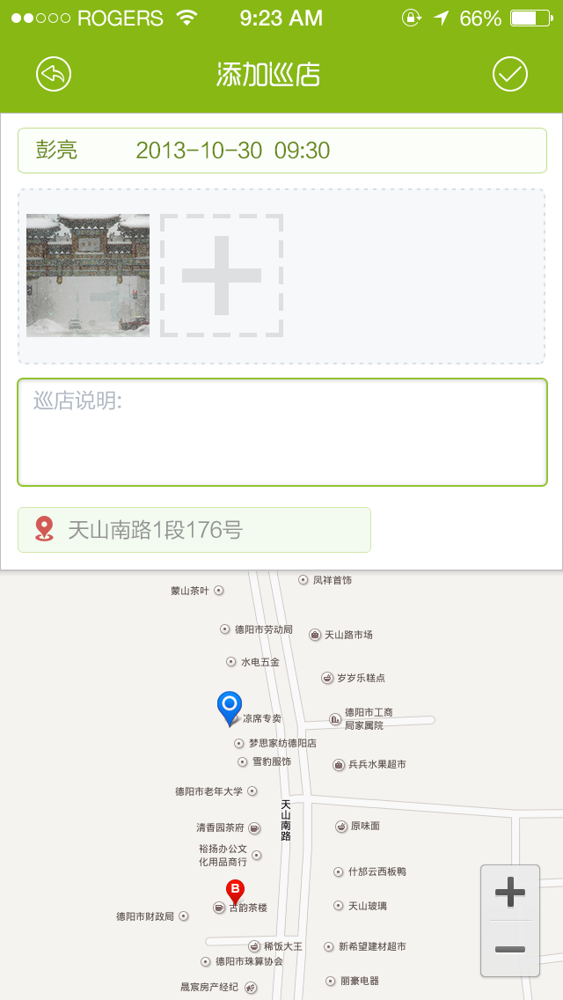 ROGERS 9:23 AM 66%
添加巡店
彭亮 2013-10-30 09:30
巡店说明:
天山南路1段176号
凤祥首饰
蒙山茶叶
德阳市劳动局
天山路市场
水电五金
岁岁乐糕点
德阳市工商
局家属院
凉席专卖
梦思家纺德阳店
雪豹服饰
兵兵水果超市
德阳市老年大学
天山南路
清香园茶府
原味面
裕扬办公文
化用品商行
什邡云西板鸭
B
古韵茶楼
天山玻璃
德阳市财政局
稀饭大王
新希望建材超市
德阳市珠算协会
丽豪电器
晟宸房产经纪